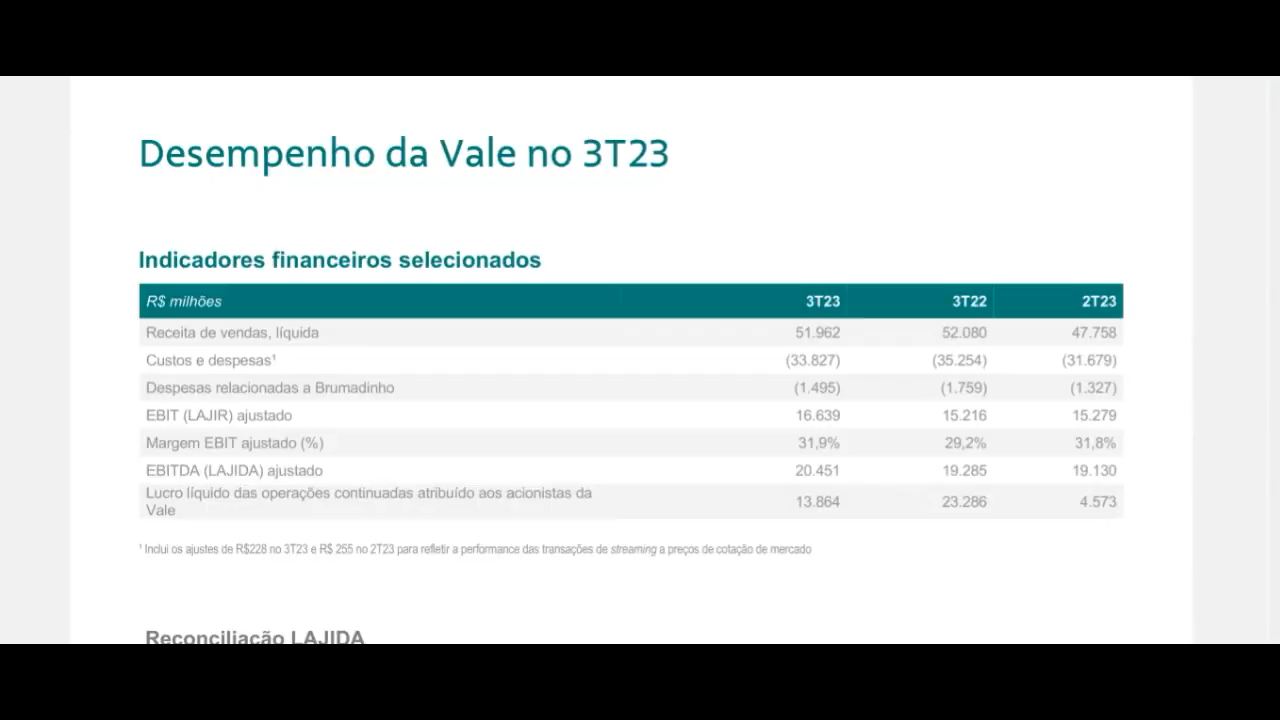 Desempenho da Vale no 3T23
Indicadores financeiros selecionados
R$ milhões 3T23 3T22 2T23
Receita de vendas, líquida 51.962 52.080 47.758
Custos e despesas¹ (33.827) (35.254) (31.679)
Despesas relacionadas a Brumadinho (1.495) (1.759) (1.327)
EBIT (LAJIR) ajustado 16.639 15.216 15.279
Margem EBIT ajustado (%) 31,9% 29,2% 31,8%
EBITDA (LAJIDA) ajustado 20.451 19.285 19.130
Lucro líquido das operações continuadas atribuído aos acionistas da
Vale 13.864 23.286 4.573
¹ Inclui os ajustes de R$228 no 3T23 e R$ 255 no 2T23 para refletir a performance das transações de streaming a preços de cotação de mercado
Reconciliação LAJIDA